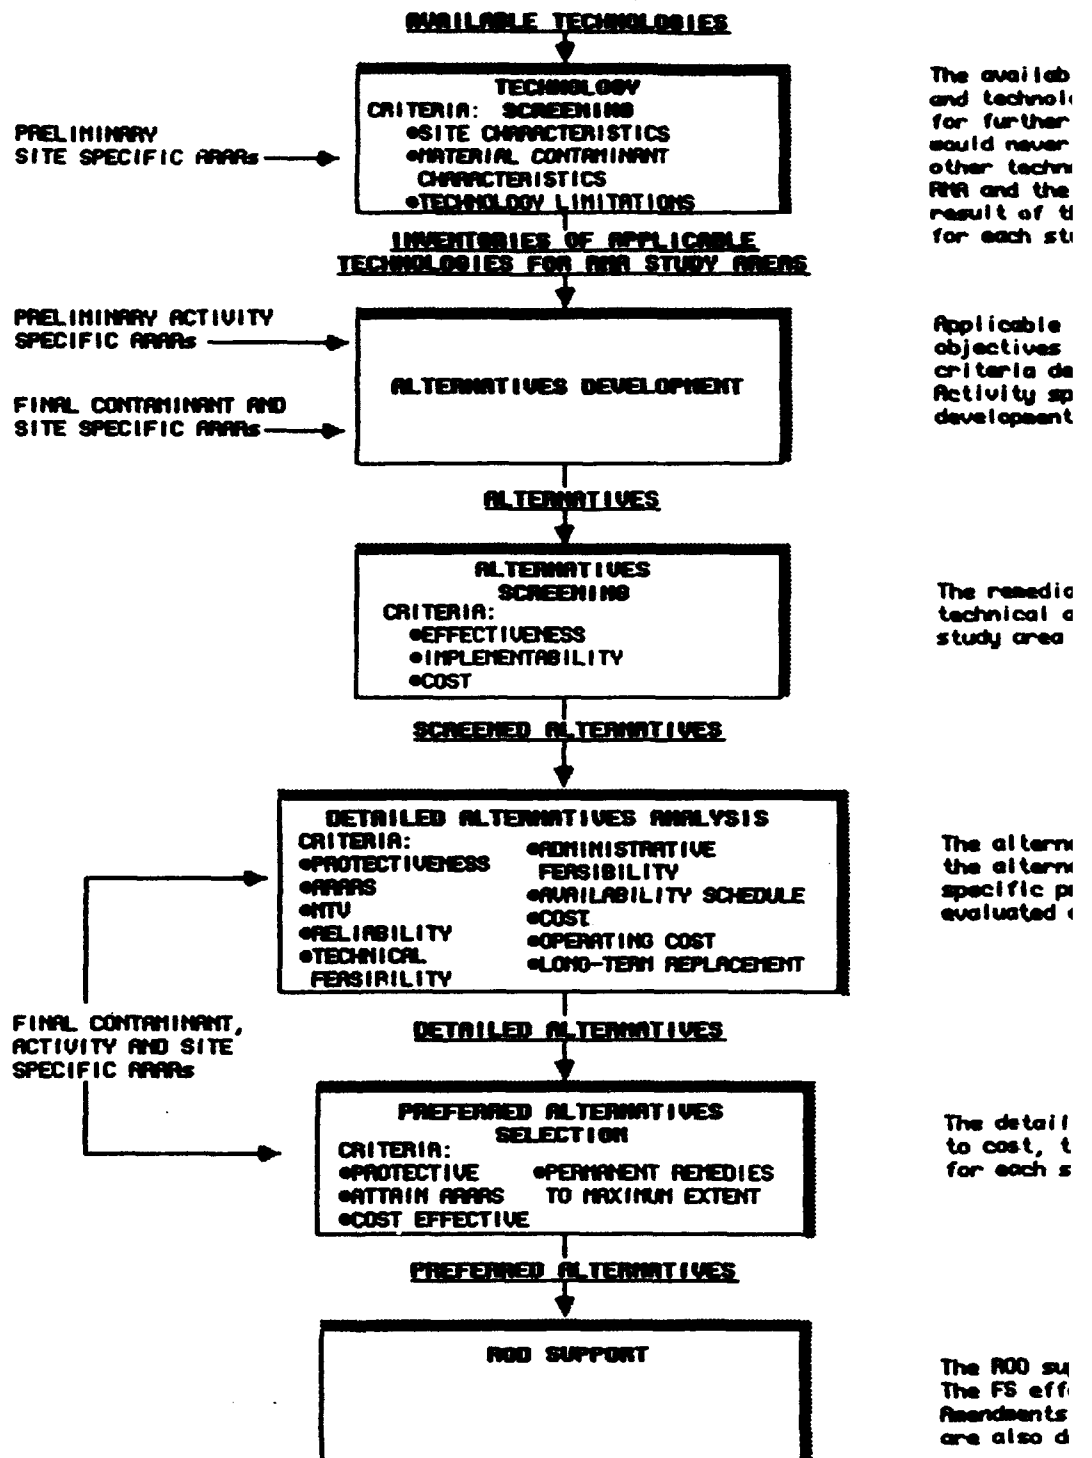 AVAILABLE TECHNOLOGIES
TECHNOLOGY
CRITERIA: SCREENING
●SITE CHARACTERISTICS
●MATERIAL CONTAMINANT
CHARACTERISTICS
●TECHNOLOGY LIMITATIONS
PRELIMINARY
SITE SPECIFIC ARARs
The availab
and technol
for further
would never
other techn
RMA and the
result of t
for each st
INVENTORIES OF APPLICABLE
TECHNOLOGIES FOR RMA STUDY AREAS
PRELIMINARY ACTIVITY
SPECIFIC ARARs
FINAL CONTAMINANT AND
SITE SPECIFIC ARARs
ALTERNATIVES DEVELOPMENT
Applicable
objectives
criteria de
Activity sp
development
ALTERNATIVES
ALTERNATIVES
SCREENING
CRITERIA:
●EFFECTIVENESS
●IMPLEMENTABILITY
●COST
The remedia
technical a
study area
SCREENED ALTERNATIVES
DETAILED ALTERNATIVES ANALYSIS
CRITERIA:
●PROTECTIVENESS
●ARARS
●MTV
●RELIABILITY
●TECHNICAL
FEASIBILITY
●ADMINISTRATIVE
FEASIBILITY
●AVAILABILITY SCHEDULE
●COST
●OPERATING COST
●LONG-TERM REPLACEMENT
The alterna
the alterna
specific pr
evaluated
FINAL CONTAMINANT,
ACTIVITY AND SITE
SPECIFIC ARARs
DETAILED ALTERNATIVES
PREFERRED ALTERNATIVES
SELECTION
CRITERIA:
●PROTECTIVE
●ATTAIN ARARS
●COST EFFECTIVE
●PERMANENT REMEDIES
TO MAXIMUM EXTENT
The detail
to cost, t
for each s
PREFERRED ALTERNATIVES
ROD SUPPORT
The ROD su
The FS eff
Amendments
are also d